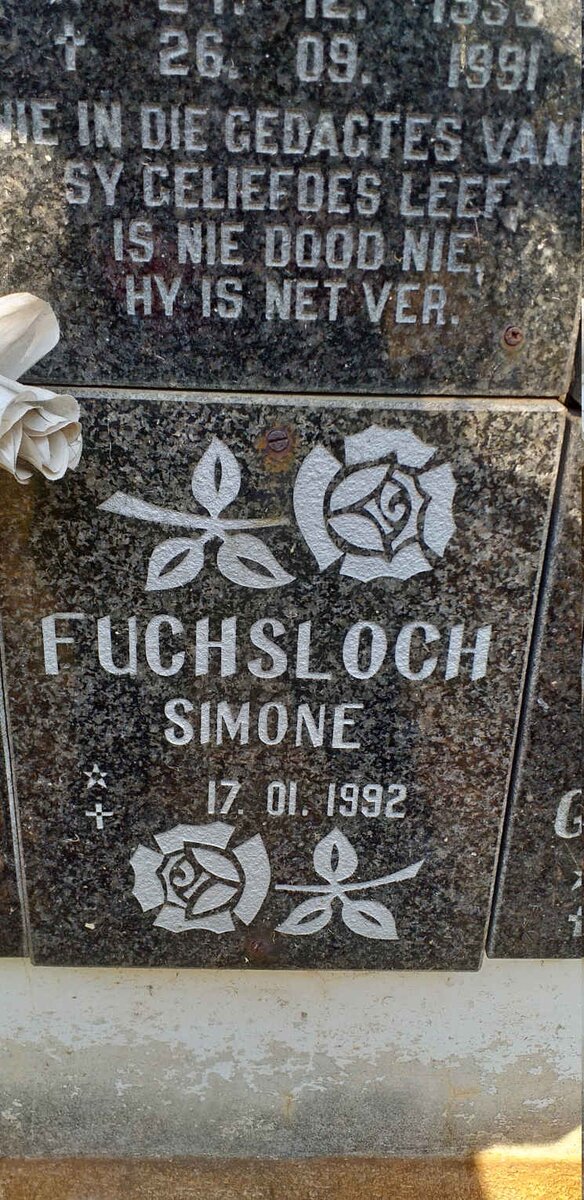 ✝ 26. 09. 1991
IN DIE GEDAGTES VAN
SY GELIEFDES LEEF,
IS NIE DOOD NIE,
HY IS NET VER.
FUCHSLOCH
SIMONE
17. 01. 1992
G